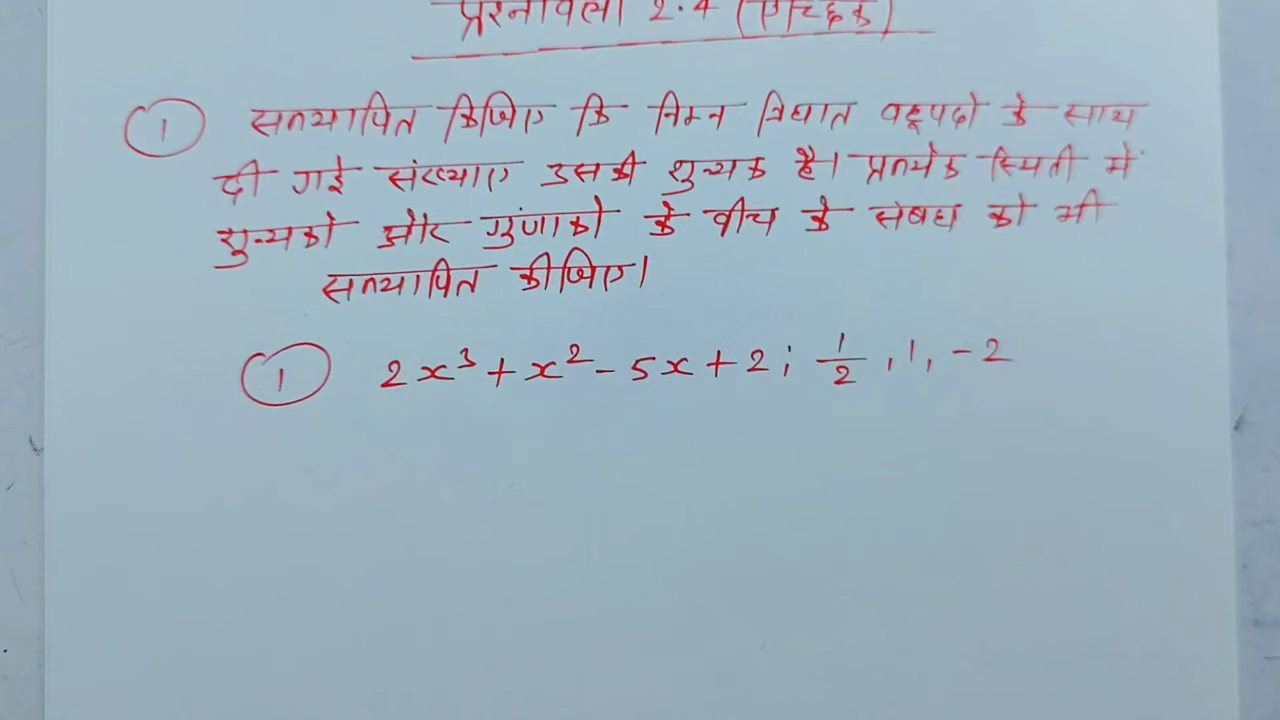 प्रश्नावली 2.4 (ऐच्छिक)
1 सत्यापित किजिए कि निम्न त्रिघात बहूपदो के साथ
दी गई संख्याए उसकी शुन्यक है। प्रत्येक स्थिती में
शुन्यको और गुंणाको के बीच के संबध को भी
सत्यापित कीजिए।
1 2x³ + x² - 5x + 2 ; 1/2 , 1, -2